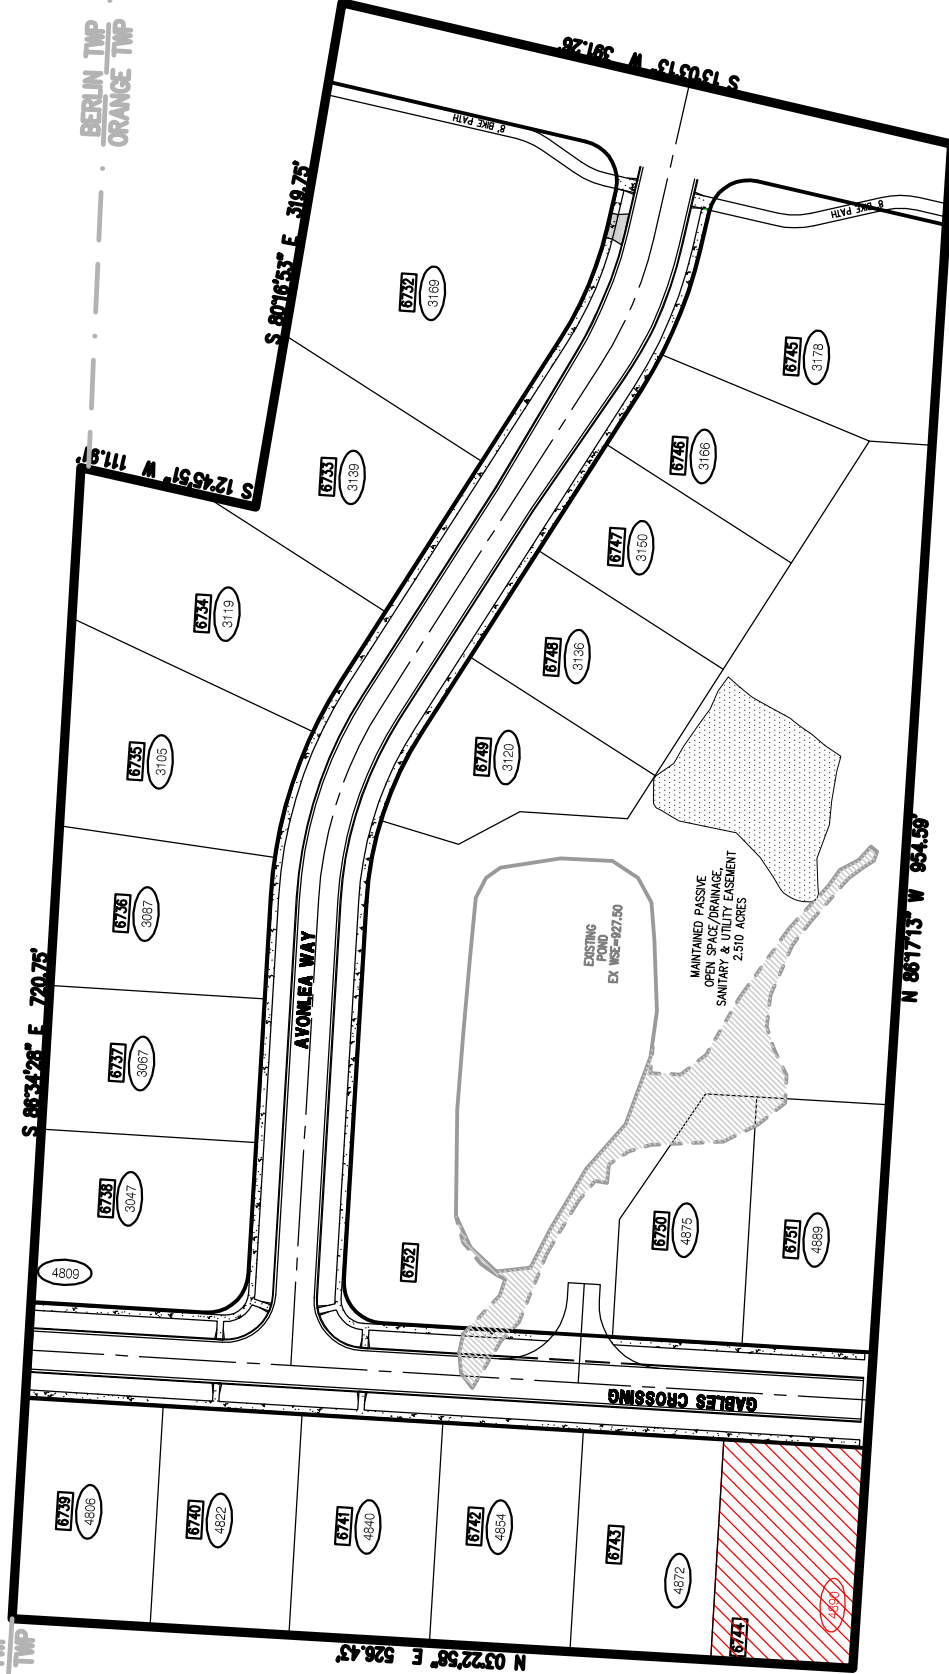 BERLIN TWP
ORANGE TWP
S 13°03'13" W 391.26'
8' BIKE PATH
S 80°16'53" E 319.75'
6732
3169
8' BIKE PATH
6745
3178
S 12°45'51" W 111.91'
6733
3139
6746
3166
6747
3150
6734
3119
6748
3136
6735
3105
6749
3120
6736
3087
AVONLEA WAY
EXISTING
POND
EX WSE=927.50
MAINTAINED PASSIVE
OPEN SPACE/DRAINAGE,
SANITARY & UTILITY EASEMENT
2.510 ACRES
N 86°17'13" W 954.59'
S 86°34'28" E 720.75'
6737
3067
6738
3047
4809
6752
6750
4875
6751
4889
GABLES CROSSING
6739
4806
6740
4822
6741
4840
6742
4854
6743
4872
6744
4890
TWP
N 03°22'58" E 526.43'